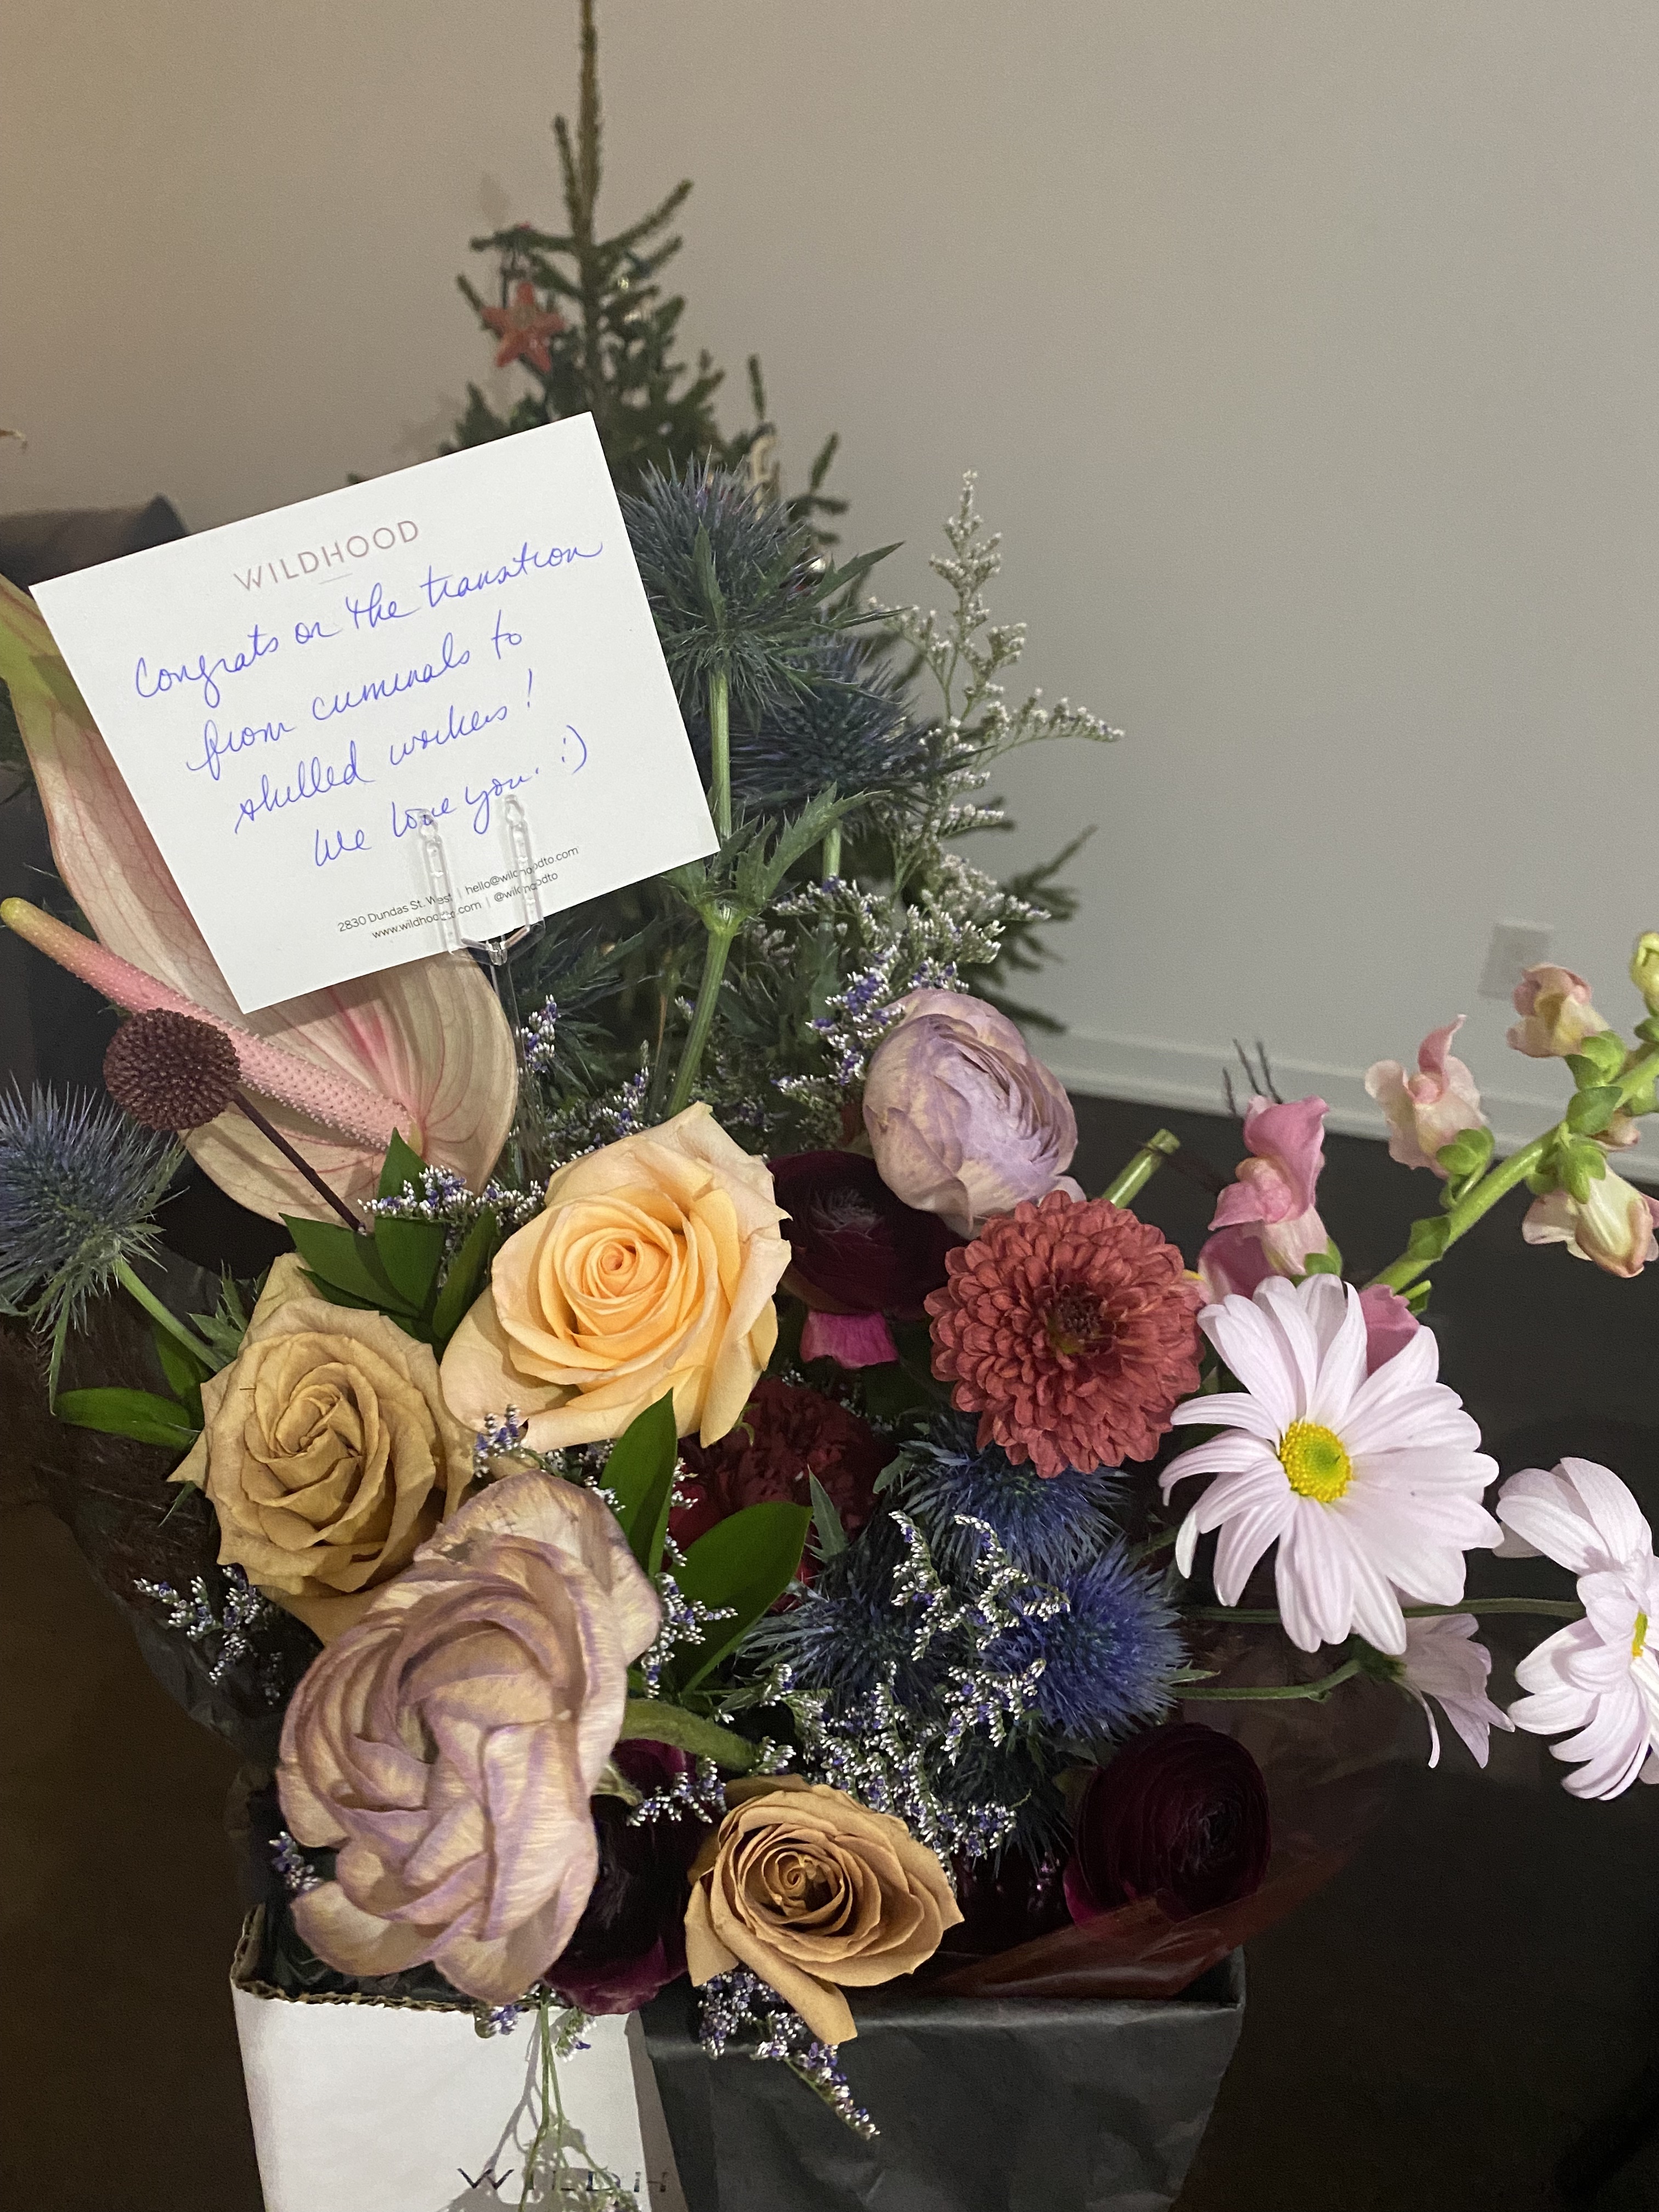 WILDHOOD
Congrats on the transition
from criminals to
skilled workers!
We love you. :)
2830 Dundas St. West | hello@wildhoodto.com
www.wildhoodto.com | @wildhoodto
WILDH